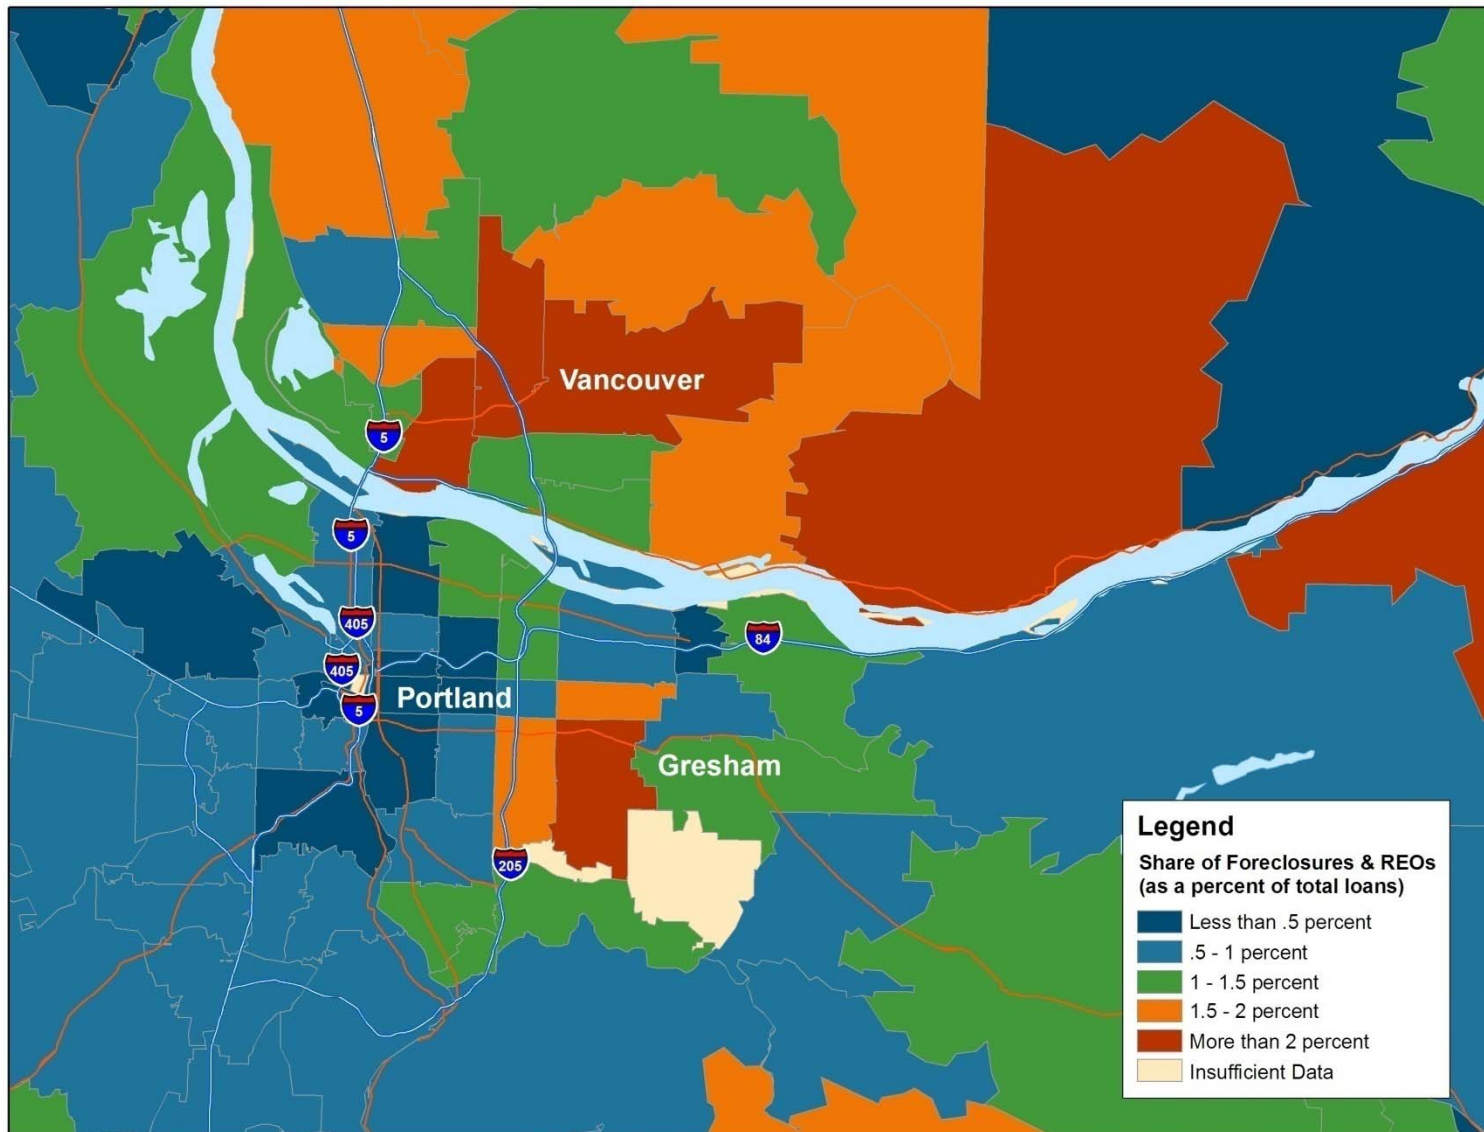 Vancouver
5
5
405
84
405
Portland
5
Gresham
205
Legend
Share of Foreclosures & REOs
(as a percent of total loans)
Less than .5 percent
.5 - 1 percent
1 - 1.5 percent
1.5 - 2 percent
More than 2 percent
Insufficient Data